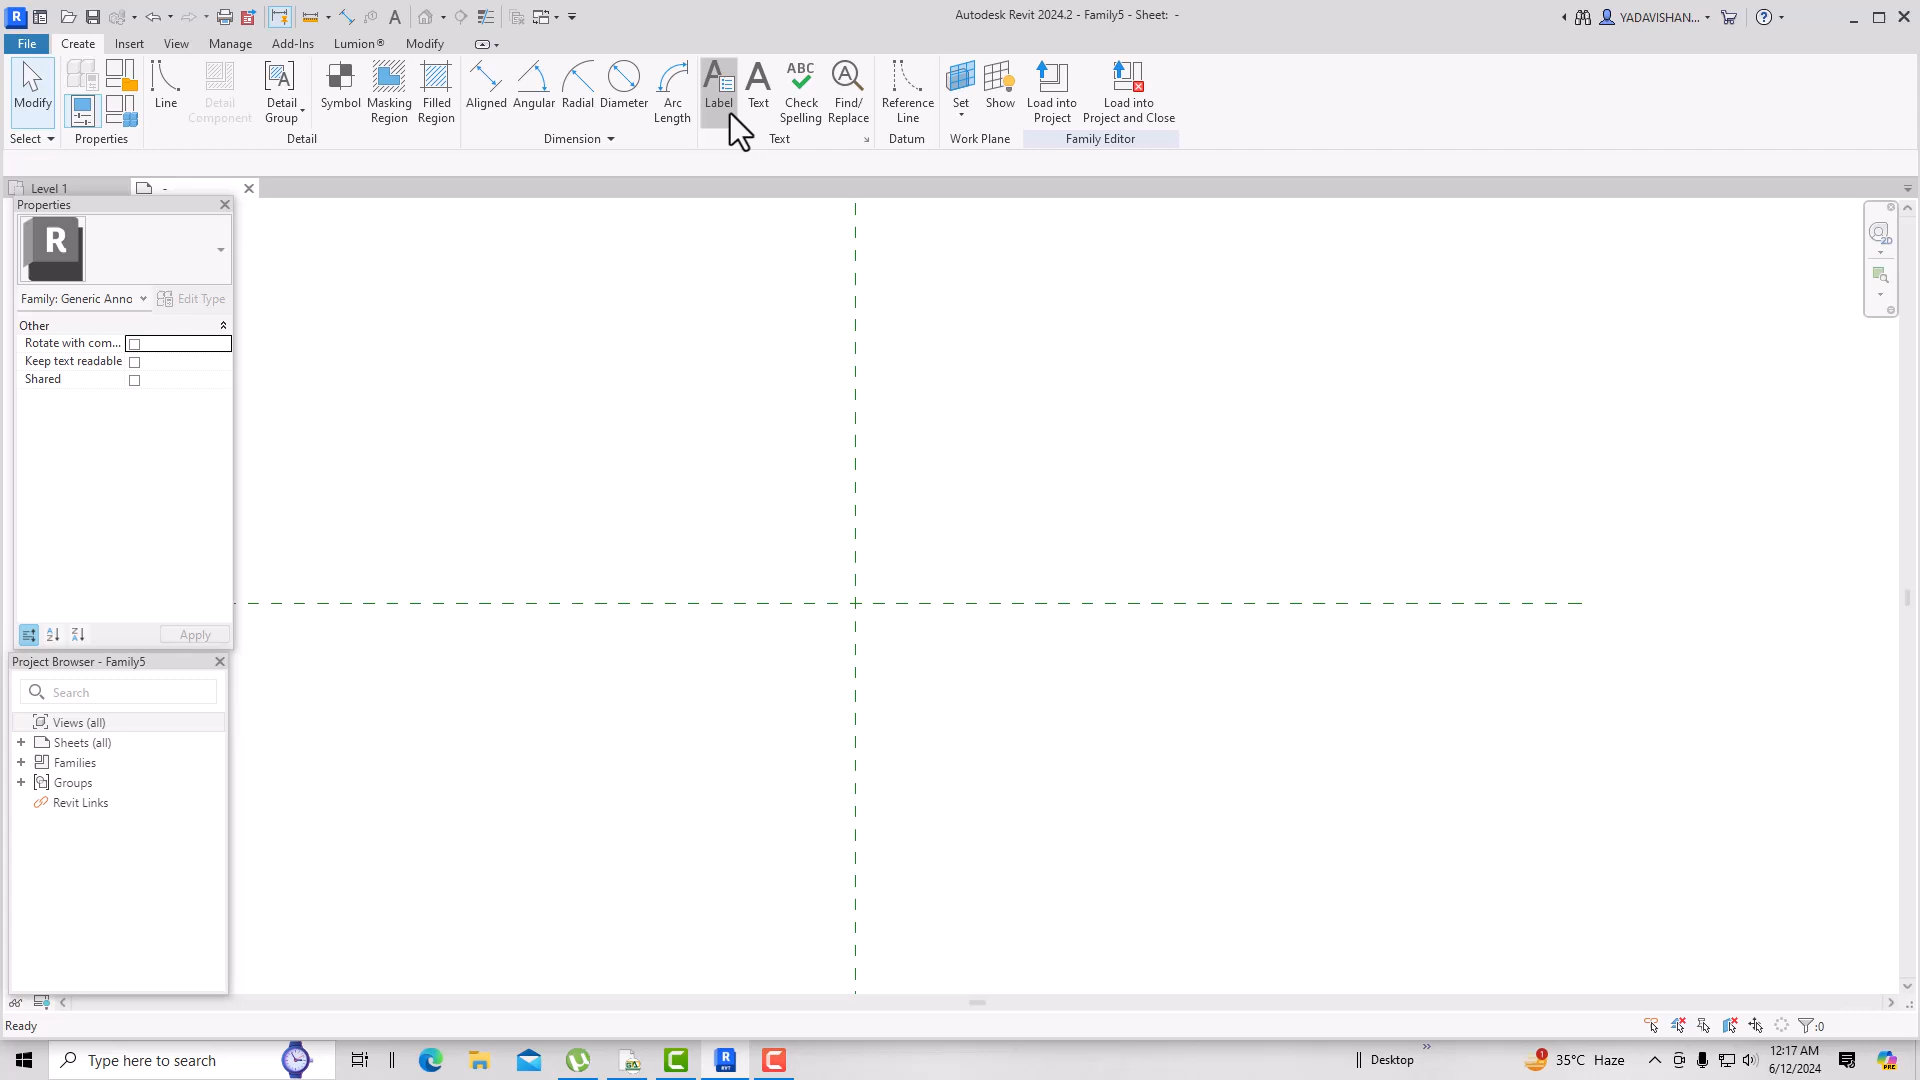 Autodesk Revit 2024.2 - Family5 - Sheet:  -
YADAVISHAN...
File Create Insert View Manage Add-Ins Lumion® Modify
Modify
Line
Detail Component
Detail Group
Symbol
Masking Region
Filled Region
Aligned
Angular
Radial
Diameter
Arc Length
A Label
A Text
ABC Check Spelling
A Find/ Replace
Reference Line
Set
Show
Load into Project
Load into Project and Close
Select Properties Detail Dimension Text Datum Work Plane Family Editor
Level 1 -
Properties
R
Family: Generic Anno Edit Type
Other
Rotate with com...
Keep text readable
Shared
Apply
Project Browser - Family5
Search
Views (all)
Sheets (all)
Families
Groups
Revit Links
2D
Ready
:0
Type here to search
Desktop
1 35°C Haze
12:17 AM
6/12/2024